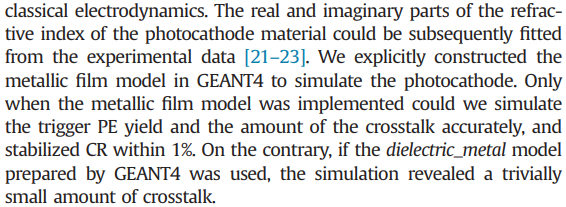 classical electrodynamics. The real and imaginary parts of the refrac-
tive index of the photocathode material could be subsequently fitted
from the experimental data [21–23]. We explicitly constructed the
metallic film model in GEANT4 to simulate the photocathode. Only
when the metallic film model was implemented could we simulate
the trigger PE yield and the amount of the crosstalk accurately, and
stabilized CR within 1%. On the contrary, if the dielectric_metal model
prepared by GEANT4 was used, the simulation revealed a trivially
small amount of crosstalk.